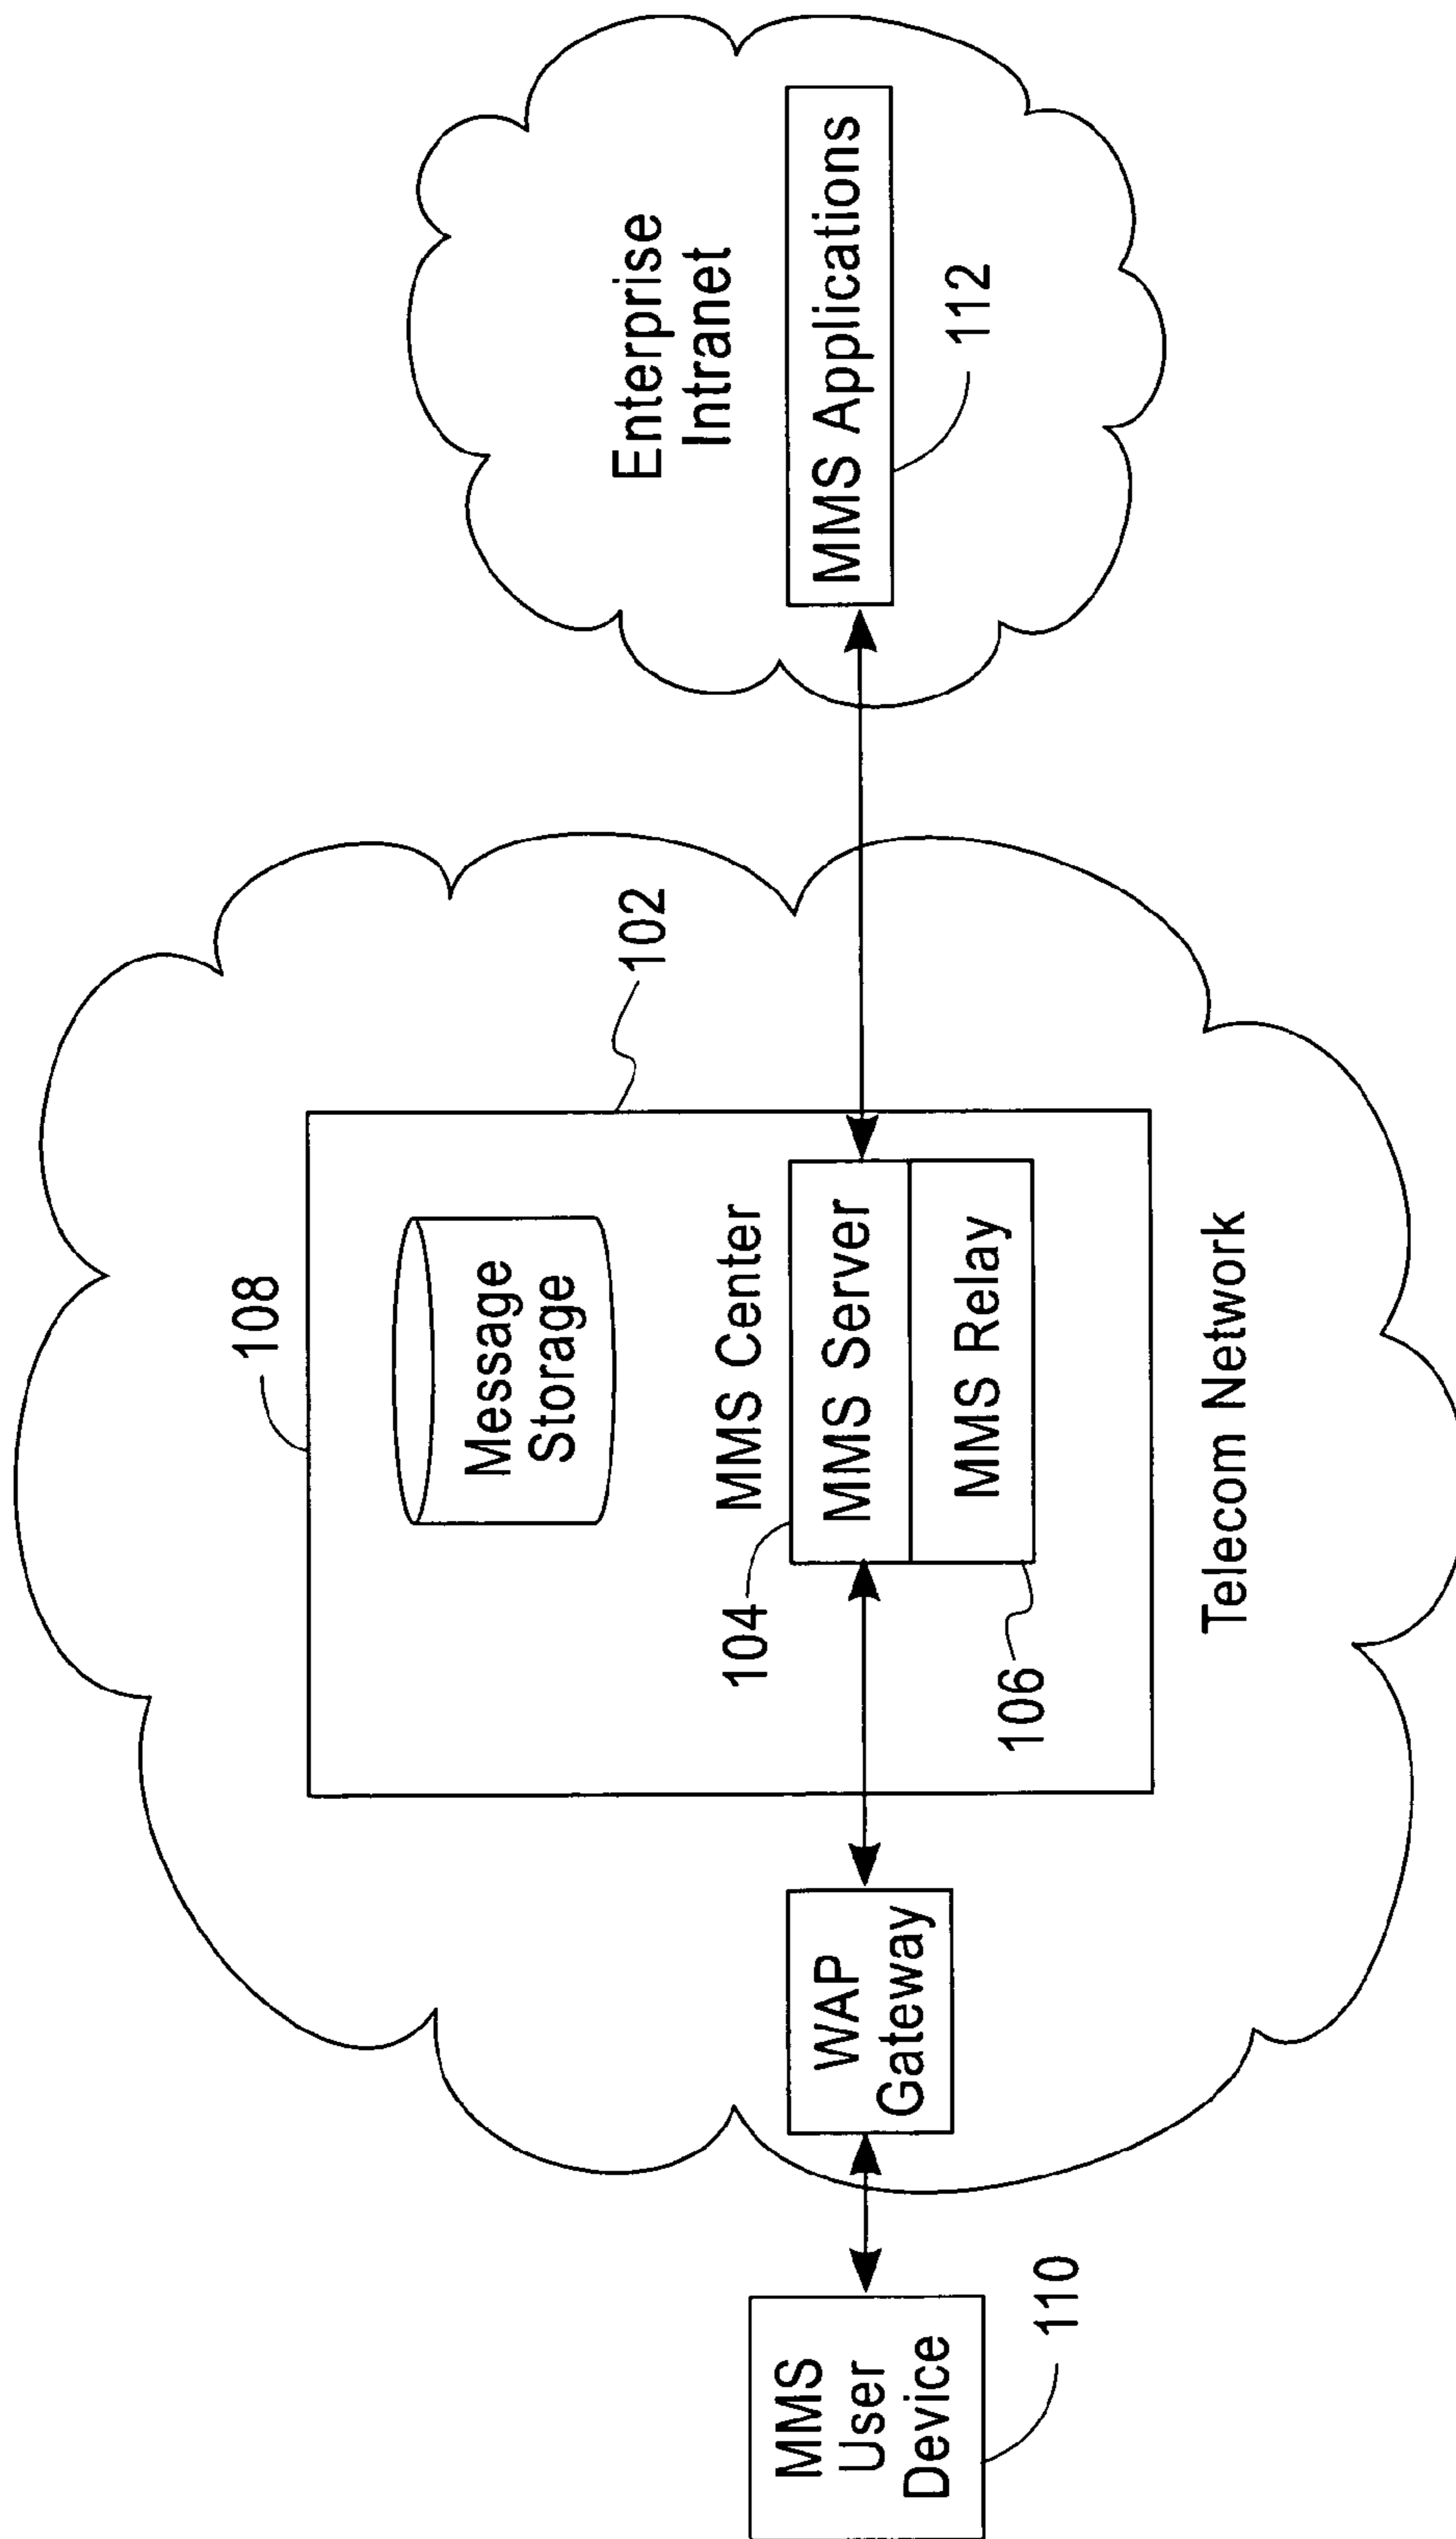 108
102
Message
Storage
MMS Center
104
MMS Server
MMS Relay
106
Telecom Network
WAP
Gateway
MMS
User
Device
110
Enterprise
Intranet
MMS Applications
112